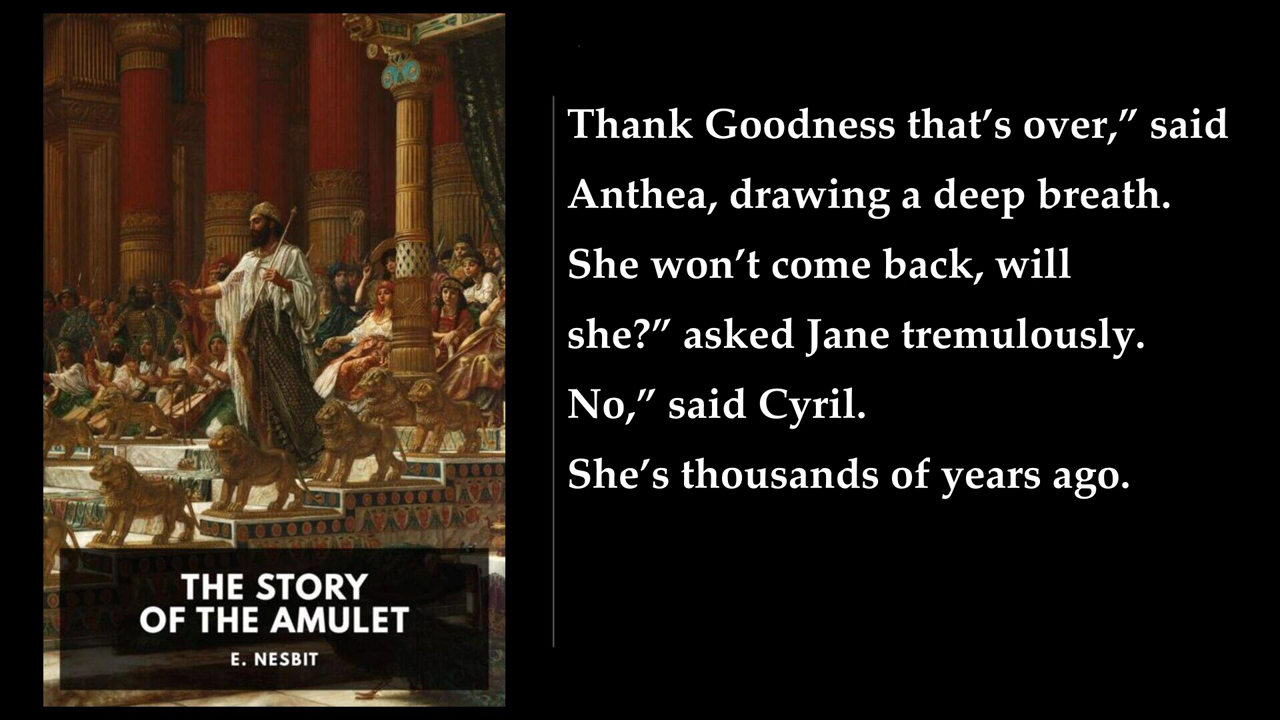 THE STORY
OF THE AMULET
E. NESBIT
Thank Goodness that’s over,” said
Anthea, drawing a deep breath.
She won’t come back, will
she?” asked Jane tremulously.
No,” said Cyril.
She’s thousands of years ago.